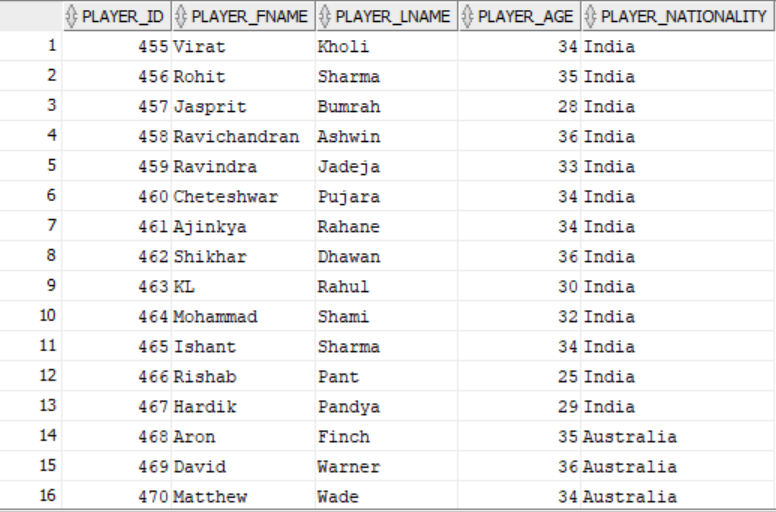 PLAYER_ID PLAYER_FNAME PLAYER_LNAME PLAYER_AGE PLAYER_NATIONALITY
1 455 Virat Kholi 34 India
2 456 Rohit Sharma 35 India
3 457 Jasprit Bumrah 28 India
4 458 Ravichandran Ashwin 36 India
5 459 Ravindra Jadeja 33 India
6 460 Cheteshwar Pujara 34 India
7 461 Ajinkya Rahane 34 India
8 462 Shikhar Dhawan 36 India
9 463 KL Rahul 30 India
10 464 Mohammad Shami 32 India
11 465 Ishant Sharma 34 India
12 466 Rishab Pant 25 India
13 467 Hardik Pandya 29 India
14 468 Aron Finch 35 Australia
15 469 David Warner 36 Australia
16 470 Matthew Wade 34 Australia